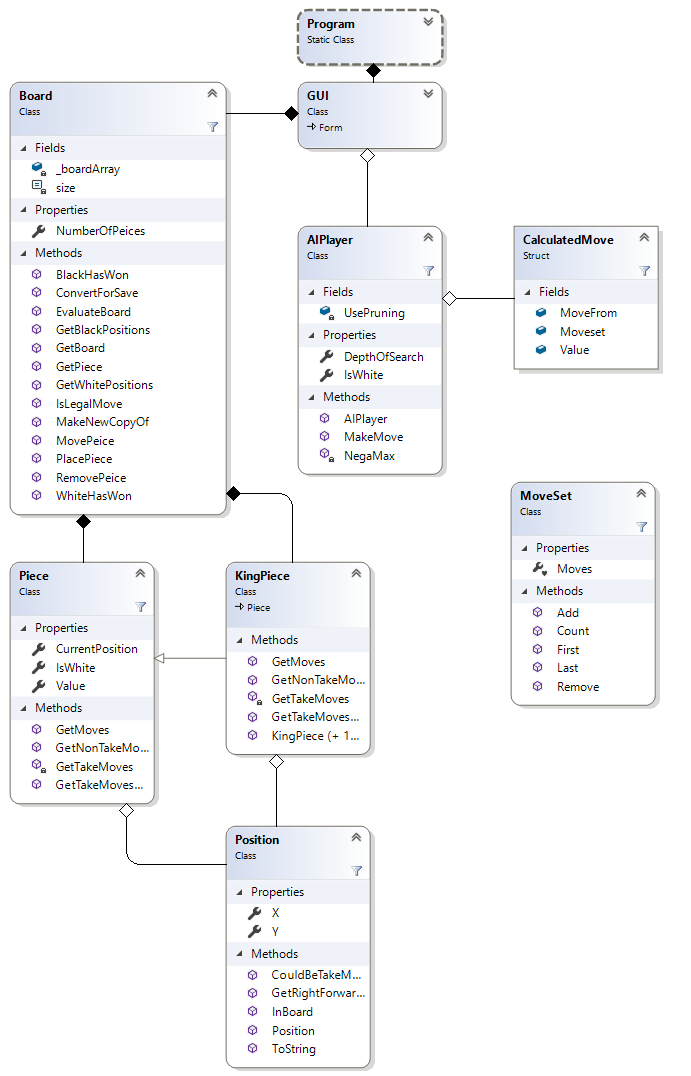 Program
Static Class
Board
Class
Fields
_boardArray
size
Properties
NumberOfPeices
Methods
BlackHasWon
ConvertForSave
EvaluateBoard
GetBlackPositions
GetBoard
GetPiece
GetWhitePositions
IsLegalMove
MakeNewCopyOf
MovePeice
PlacePiece
RemovePeice
WhiteHasWon
GUI
Class
Form
AIPlayer
Class
Fields
UsePruning
Properties
DepthOfSearch
IsWhite
Methods
AIPlayer
MakeMove
NegaMax
CalculatedMove
Struct
Fields
MoveFrom
Moveset
Value
MoveSet
Class
Properties
Moves
Methods
Add
Count
First
Last
Remove
Piece
Class
Properties
CurrentPosition
IsWhite
Value
Methods
GetMoves
GetNonTakeMo...
GetTakeMoves
GetTakeMoves...
KingPiece
Class
Piece
Methods
GetMoves
GetNonTakeMo...
GetTakeMoves
GetTakeMoves...
KingPiece (+ 1...
Position
Class
Properties
X
Y
Methods
CouldBeTakeM...
GetRightForwar...
InBoard
Position
ToString